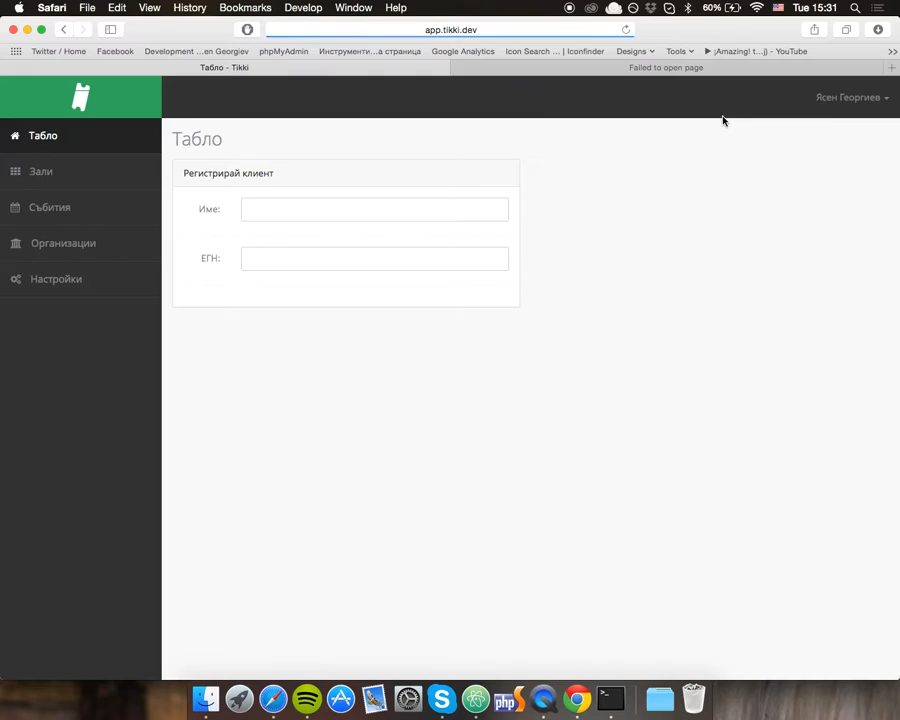 Safari File Edit View History Bookmarks Develop Window Help 60% Tue 15:31
app.tikki.dev
Twitter / Home Facebook Development ...en Georgiev phpMyAdmin Инструменти...а страница Google Analytics Icon Search ... | Iconfinder Designs Tools ▶ ¡Amazing! t...j) - YouTube >>
Табло - Tikki Failed to open page +
Ясен Георгиев
Табло
Зали
Събития
Организации
Настройки
Табло
Регистрирай клиент
Име:
ЕГН:
php